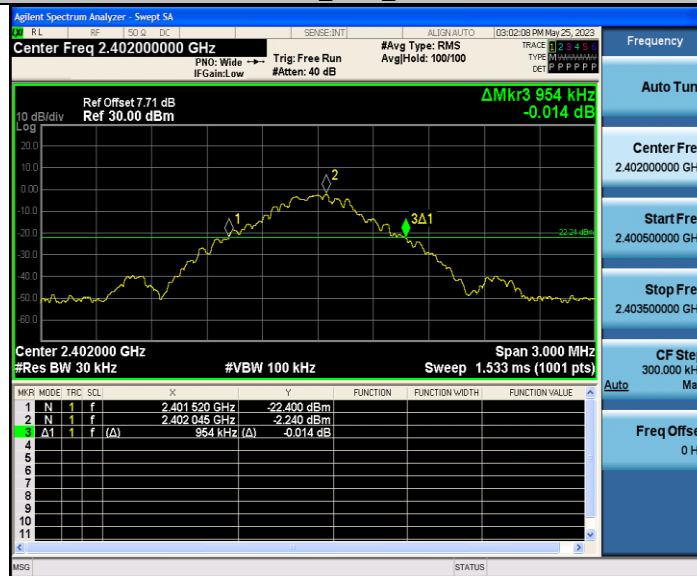 Agilent Spectrum Analyzer - Swept SA
RL RF 50 Ω DC SENSE:INT ALIGN AUTO 03:02:08 PM May 25, 2023
Center Freq 2.402000000 GHz
PNO: Wide
IFGain:Low
Trig: Free Run
#Atten: 40 dB
#Avg Type: RMS
Avg|Hold: 100/100
TRACE 1 2 3 4 5 6
TYPE M
DET P P P P P P
Ref Offset 7.71 dB
10 dB/div Ref 30.00 dBm
Log
ΔMkr3 954 kHz
-0.014 dB
20.0
10.0
0.00
-10.0
-20.0
-30.0
-40.0
-50.0
-60.0
1
2
3Δ1
Center 2.402000 GHz Span 3.000 MHz
#Res BW 30 kHz #VBW 100 kHz Sweep 1.533 ms (1001 pts)
MKR MODE TRC SCL X Y FUNCTION FUNCTION WIDTH FUNCTION VALUE
1 N 1 f 2.401 520 GHz -22.400 dBm
2 N 1 f 2.402 045 GHz -2.240 dBm
3 Δ1 1 f (Δ) 954 kHz (Δ) -0.014 dB
4
5
6
7
8
9
10
11
MSG STATUS
Frequency
Auto Tun
Center Fre
2.402000000 GH
Start Fre
2.400500000 GH
Stop Fre
2.403500000 GH
CF Ste
300.000 kH
Auto Ma
Freq Offse
0 H